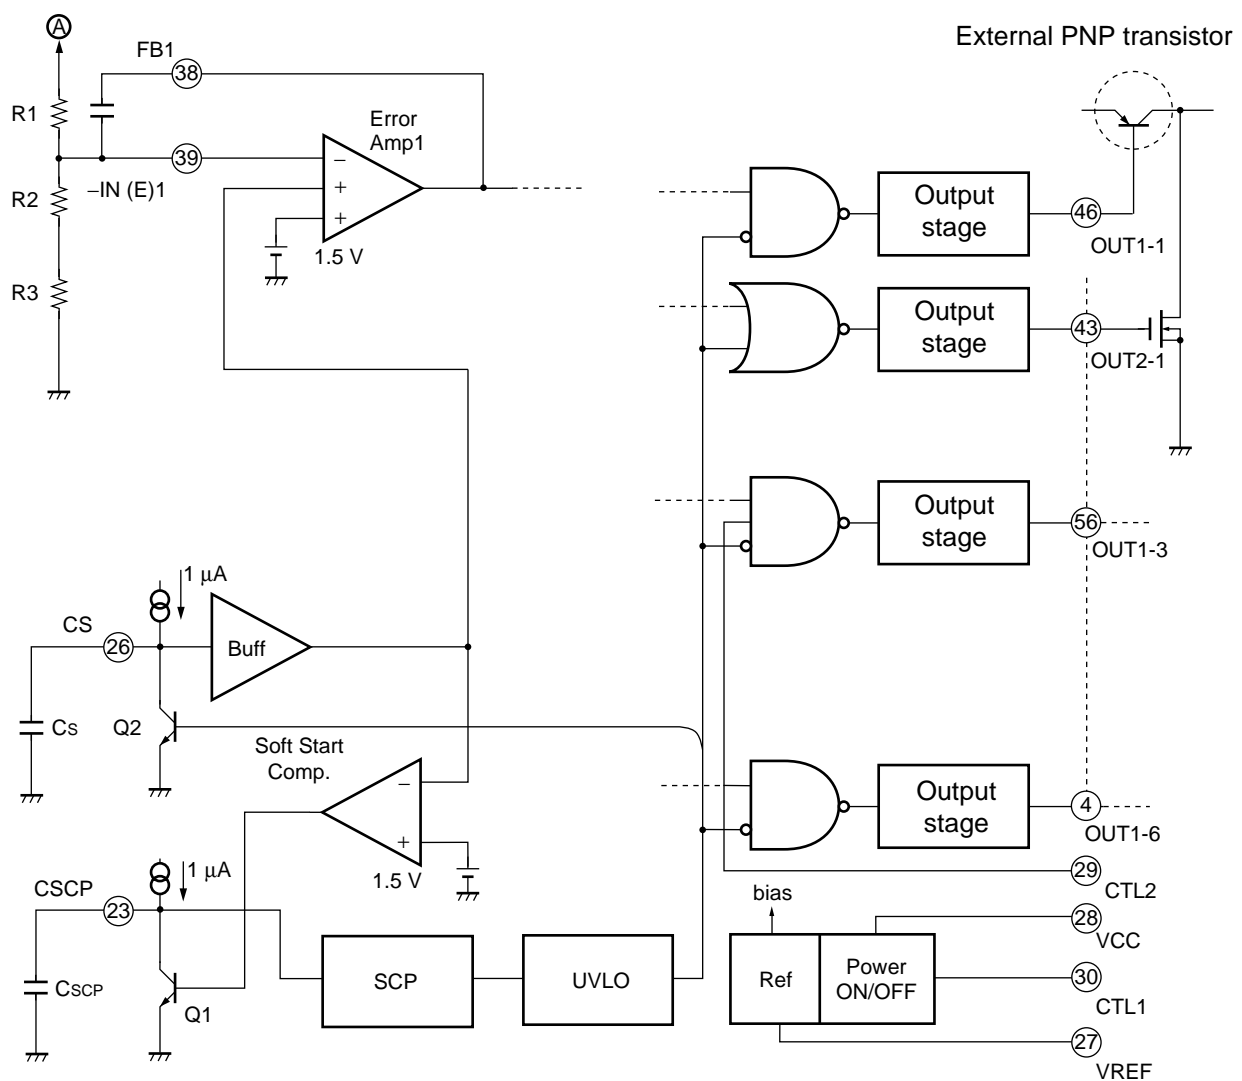 A
External PNP transistor
FB1
38
R1
Error
Amp1
39
−
−IN (E)1
+
+
R2
1.5 V
R3
Output
stage
46
OUT1-1
Output
stage
43
OUT2-1
Output
stage
56
OUT1-3
1 μA
CS
26
Buff
CS
Q2
Soft Start
Comp.
−
+
1.5 V
Output
stage
4
OUT1-6
1 μA
CSCP
23
CSCP
Q1
SCP
UVLO
29
CTL2
bias
28
VCC
Ref
Power
ON/OFF
30
CTL1
27
VREF